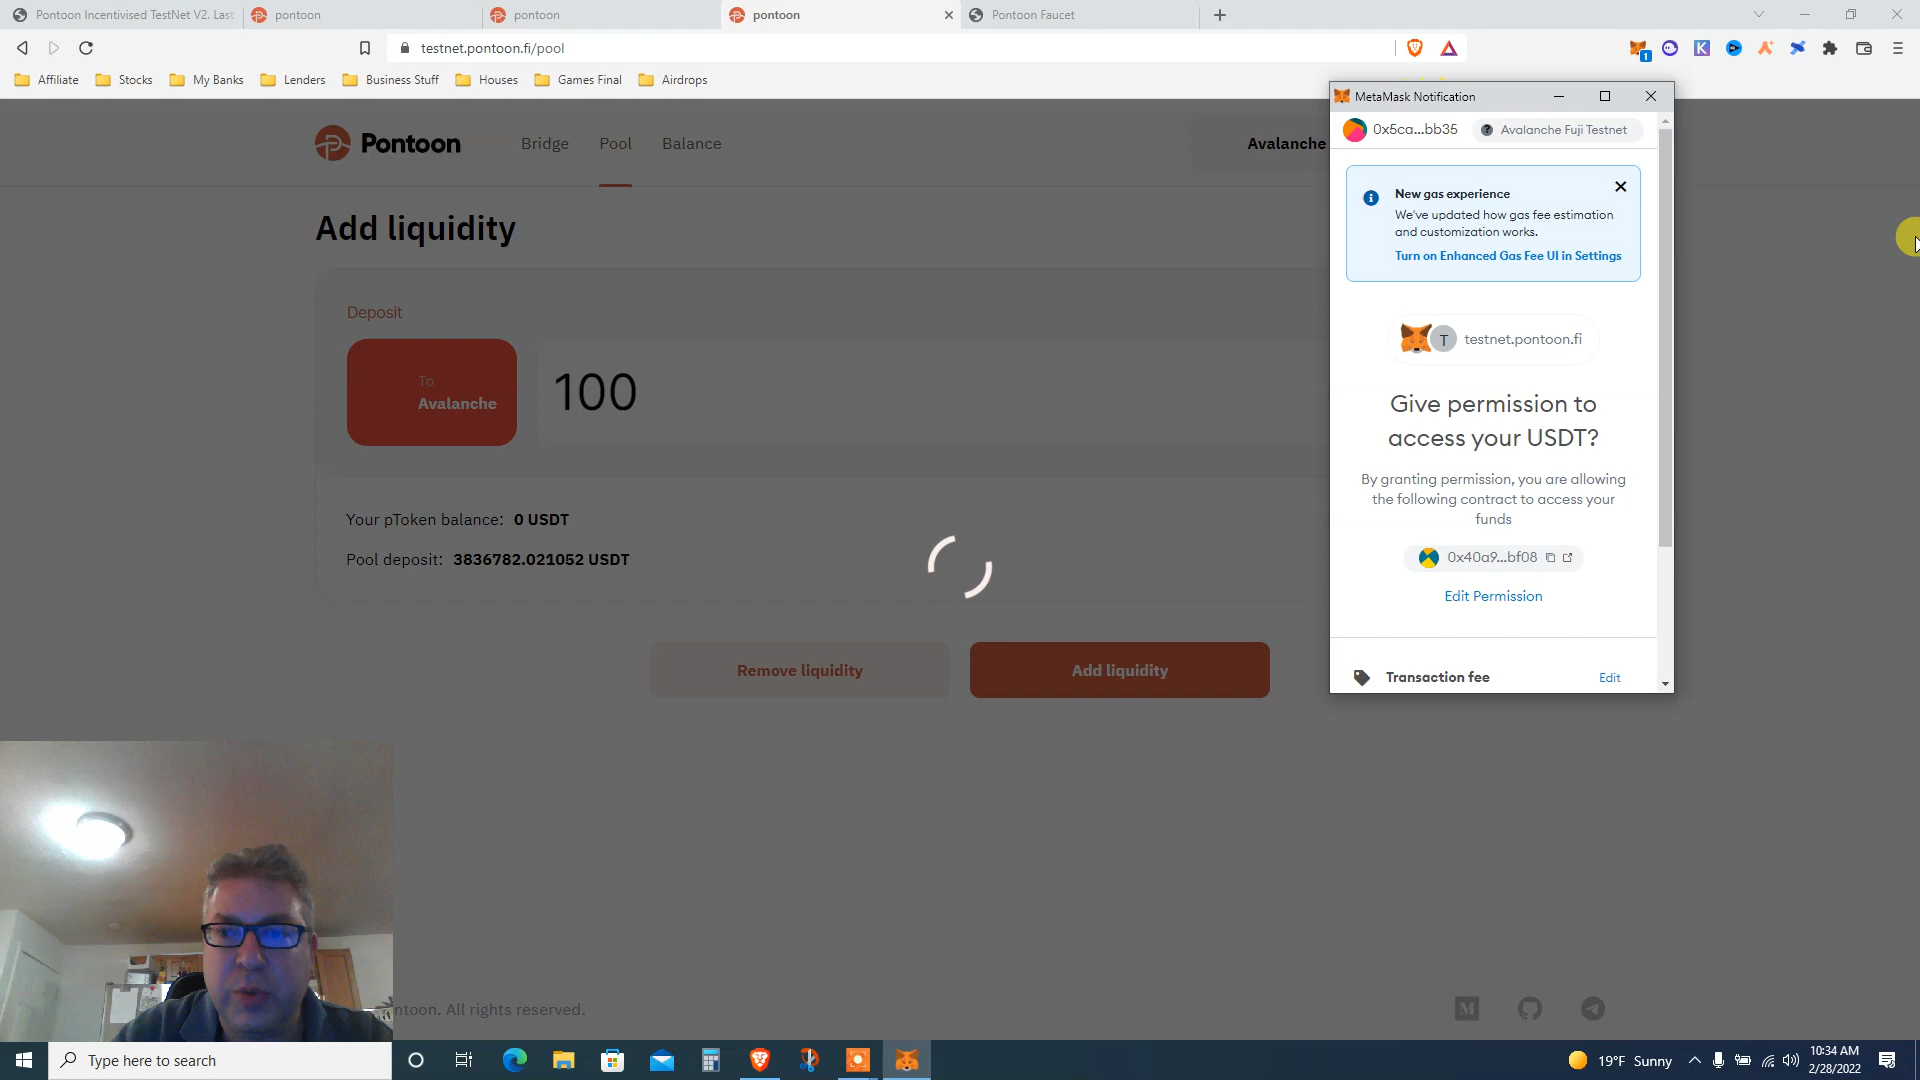 Pontoon Incentivised TestNet V2. Last
pontoon
pontoon
pontoon
Pontoon Faucet
testnet.pontoon.fi/pool
1
K
Affiliate
Stocks
My Banks
Lenders
Business Stuff
Houses
Games Final
Airdrops
Pontoon
Bridge
Pool
Balance
Avalanche
Add liquidity
Deposit
To
Avalanche
100
Your pToken balance: 0 USDT
Pool deposit: 3836782.021052 USDT
Remove liquidity
Add liquidity
ntoon. All rights reserved.
MetaMask Notification
0x5ca...bb35
Avalanche Fuji Testnet
New gas experience
We've updated how gas fee estimation
and customization works.
Turn on Enhanced Gas Fee UI in Settings
T
testnet.pontoon.fi
Give permission to
access your USDT?
By granting permission, you are allowing
the following contract to access your
funds
0x40a9...bf08
Edit Permission
Transaction fee
Edit
M
Type here to search
19°F Sunny
10:34 AM
2/28/2022